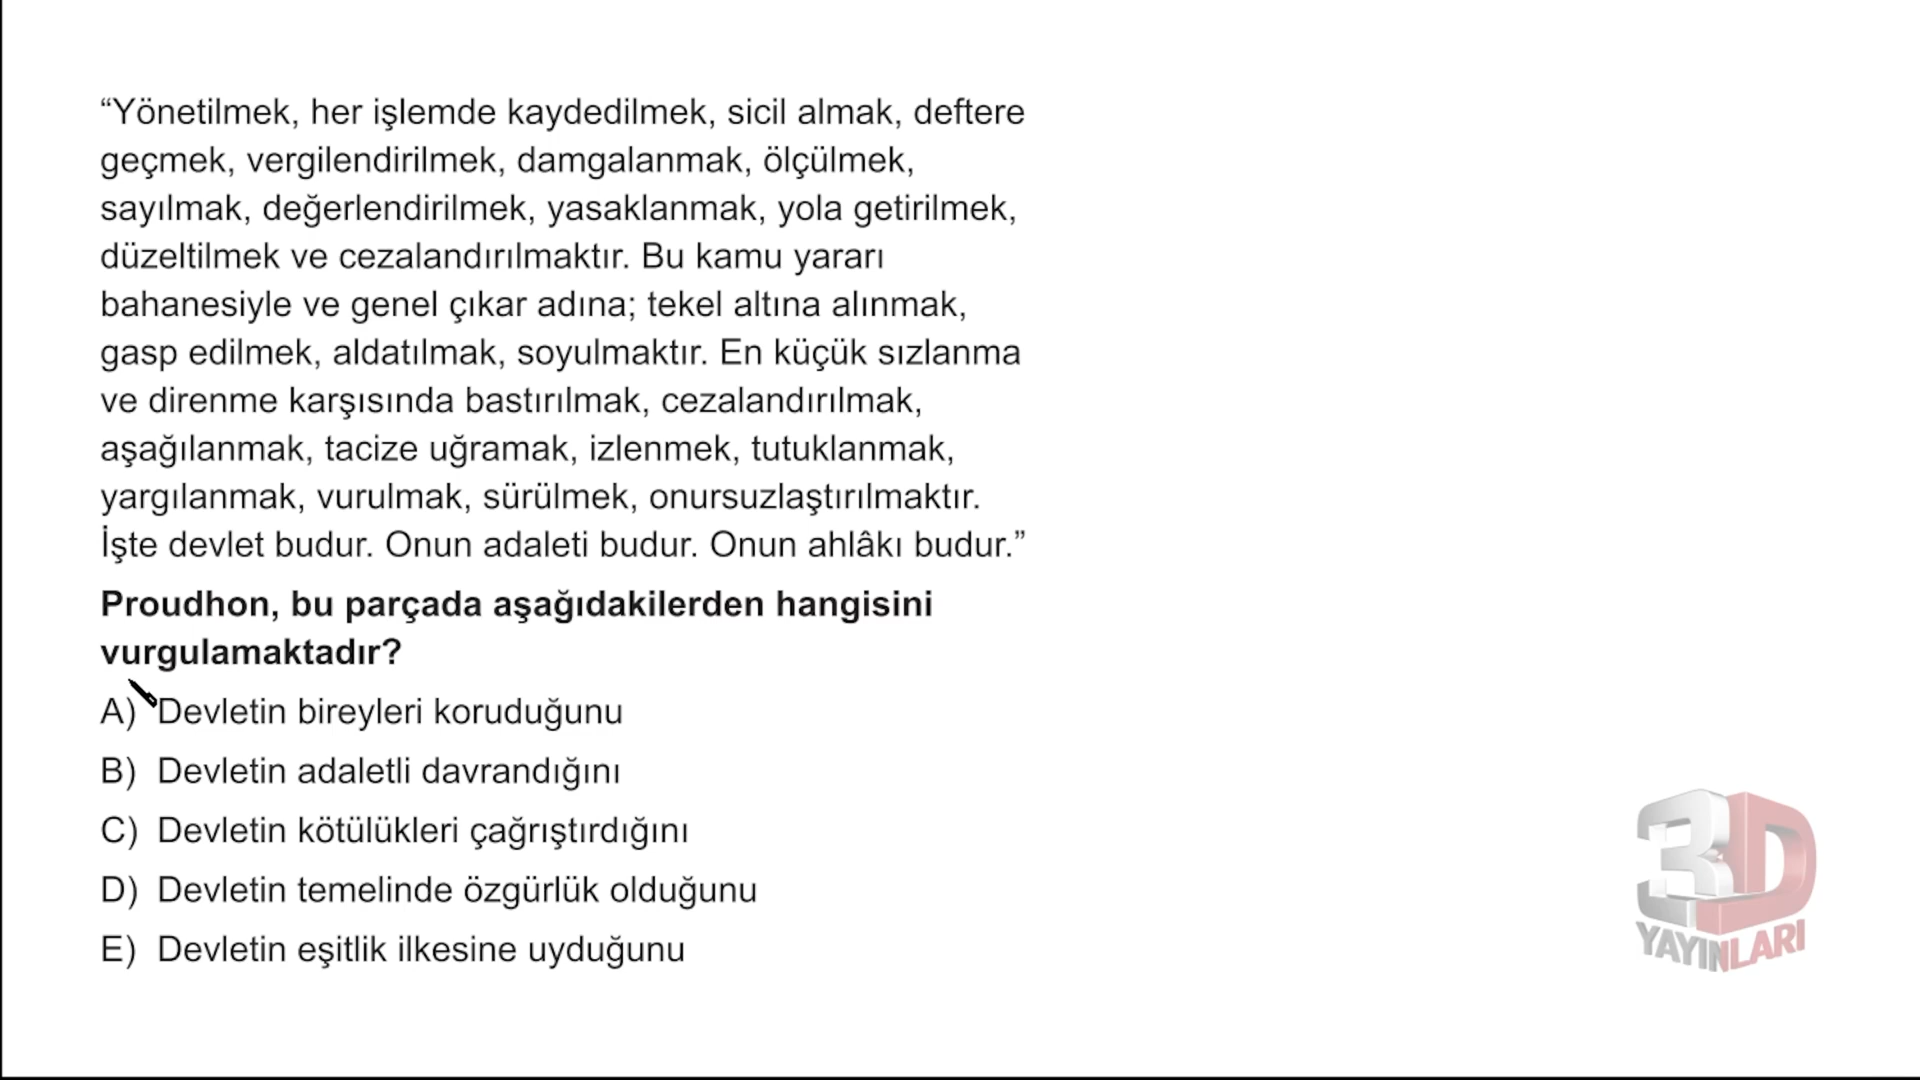 “Yönetilmek, her işlemde kaydedilmek, sicil almak, deftere
geçmek, vergilendirilmek, damgalanmak, ölçülmek,
sayılmak, değerlendirilmek, yasaklanmak, yola getirilmek,
düzeltilmek ve cezalandırılmaktır. Bu kamu yararı
bahanesiyle ve genel çıkar adına; tekel altına alınmak,
gasp edilmek, aldatılmak, soyulmaktır. En küçük sızlanma
ve direnme karşısında bastırılmak, cezalandırılmak,
aşağılanmak, tacize uğramak, izlenmek, tutuklanmak,
yargılanmak, vurulmak, sürülmek, onursuzlaştırılmaktır.
İşte devlet budur. Onun adaleti budur. Onun ahlâkı budur.”
Proudhon, bu parçada aşağıdakilerden hangisini
vurgulamaktadır?
A) Devletin bireyleri koruduğunu
B) Devletin adaletli davrandığını
C) Devletin kötülükleri çağrıştırdığını
D) Devletin temelinde özgürlük olduğunu
E) Devletin eşitlik ilkesine uyduğunu
3D
YAYINLARI